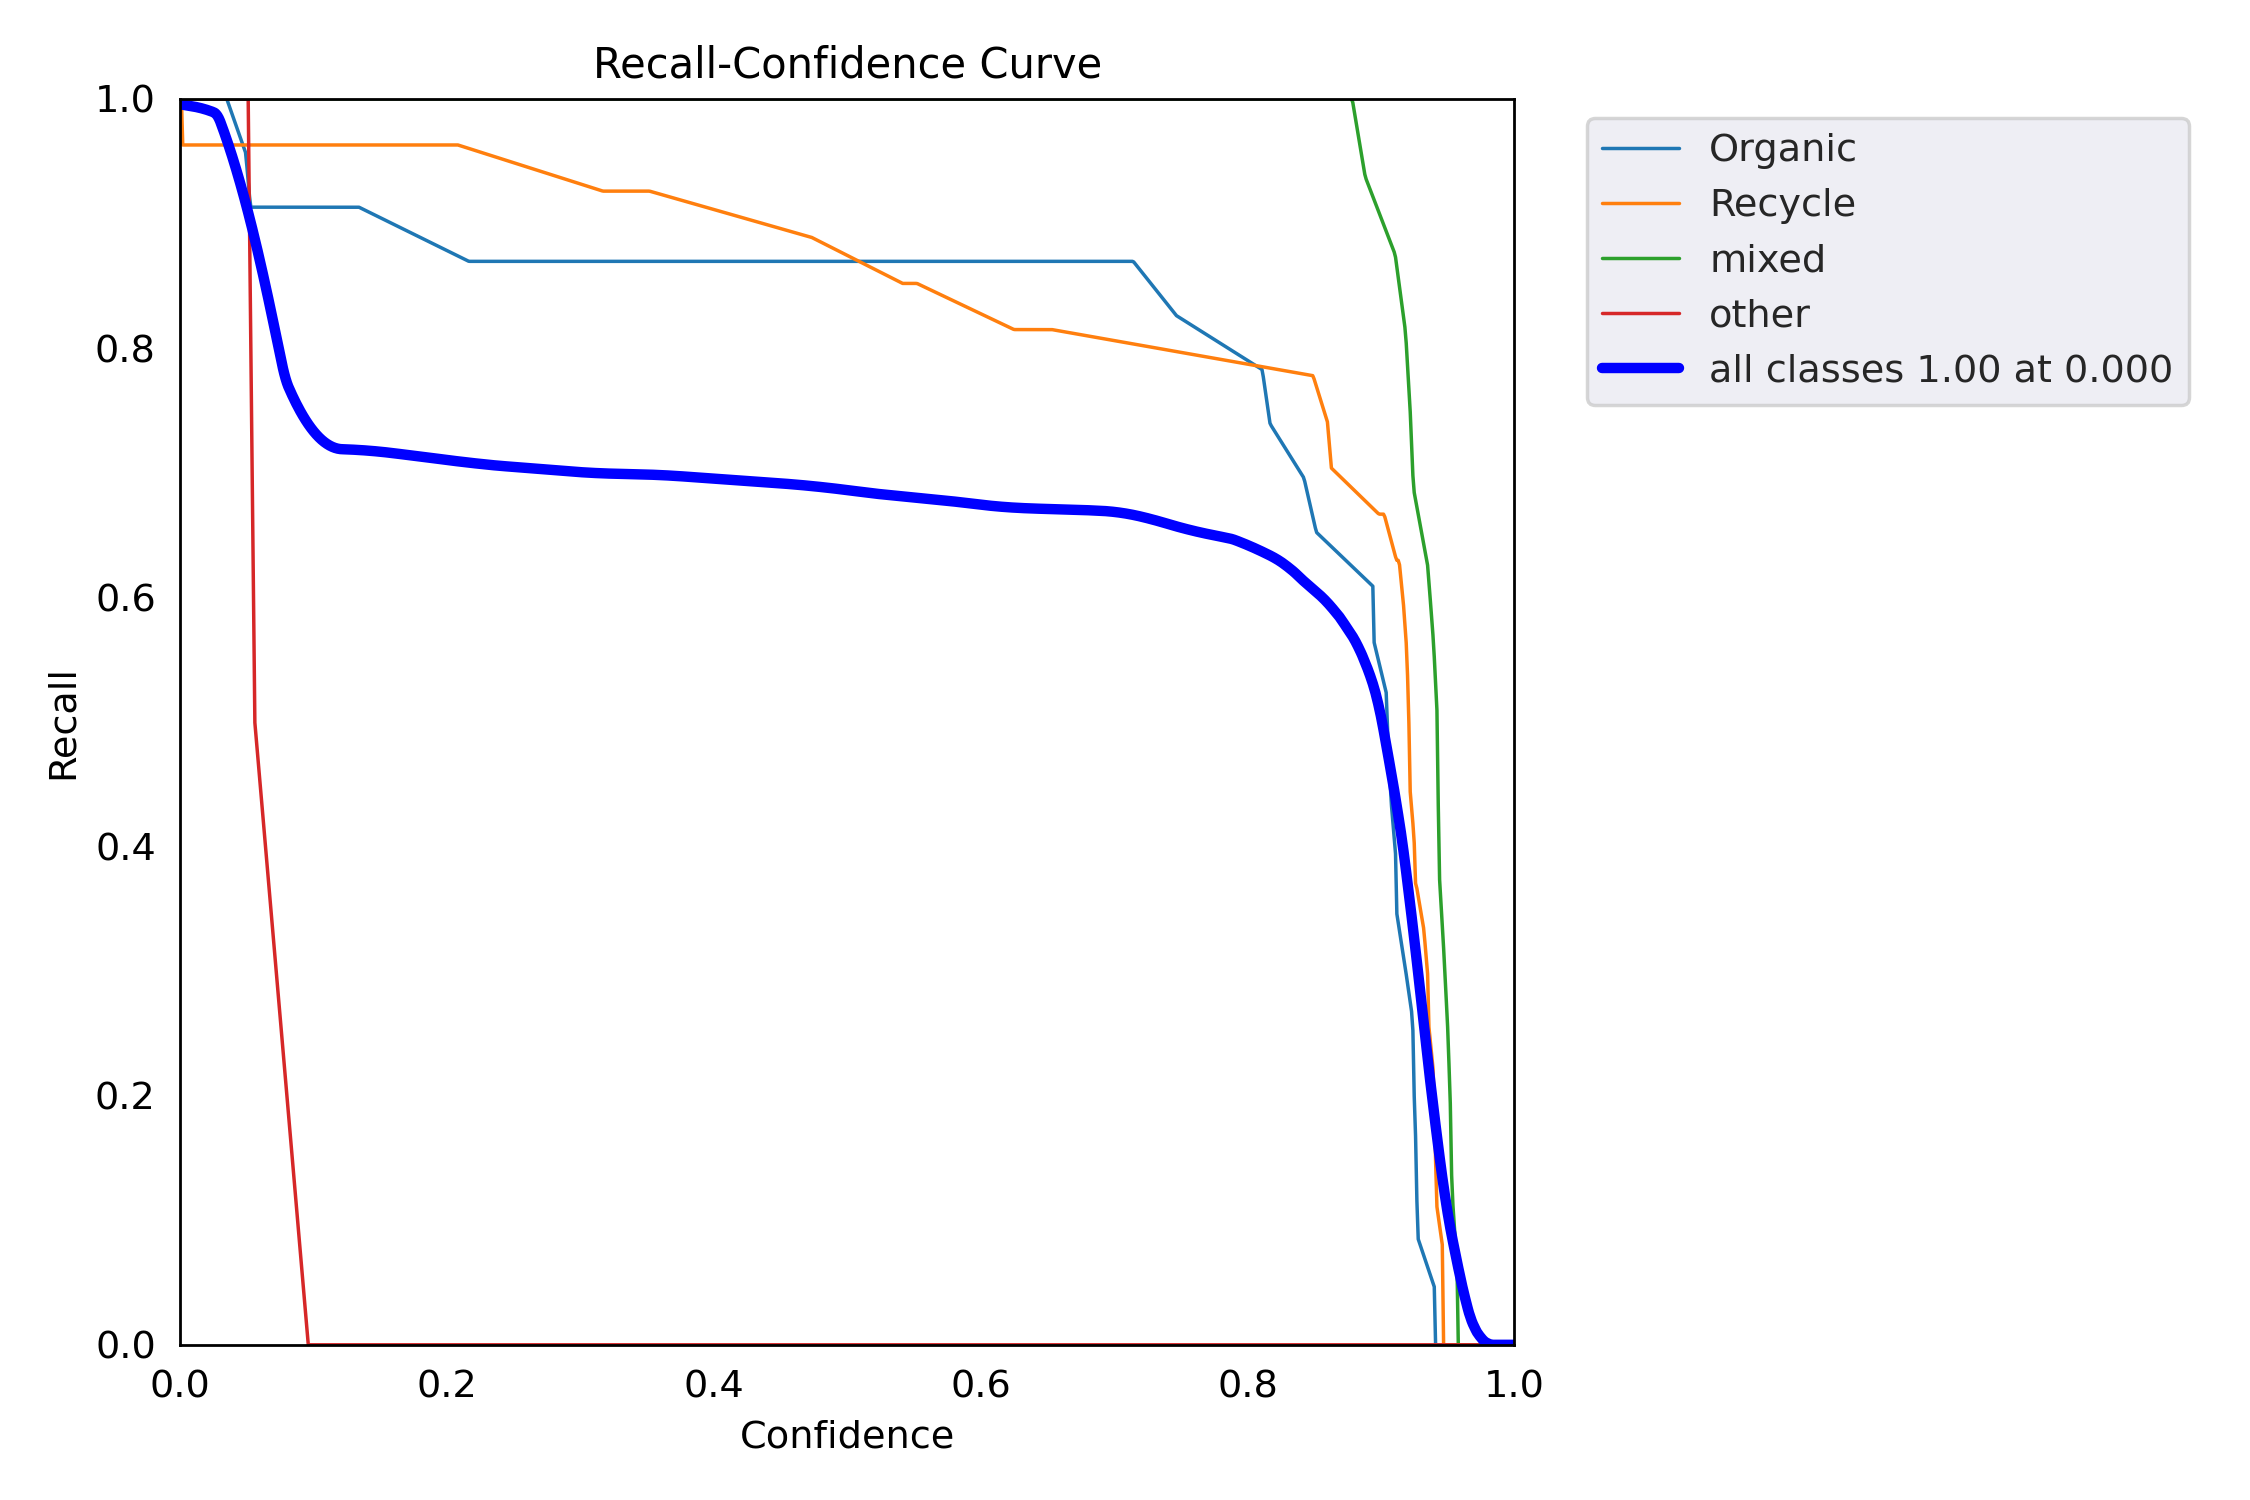 Recall-Confidence Curve
1.0
0.8
0.6
0.4
0.2
0.0
Recall
0.0 0.2 0.4 0.6 0.8 1.0
Confidence
Organic
Recycle
mixed
other
all classes 1.00 at 0.000